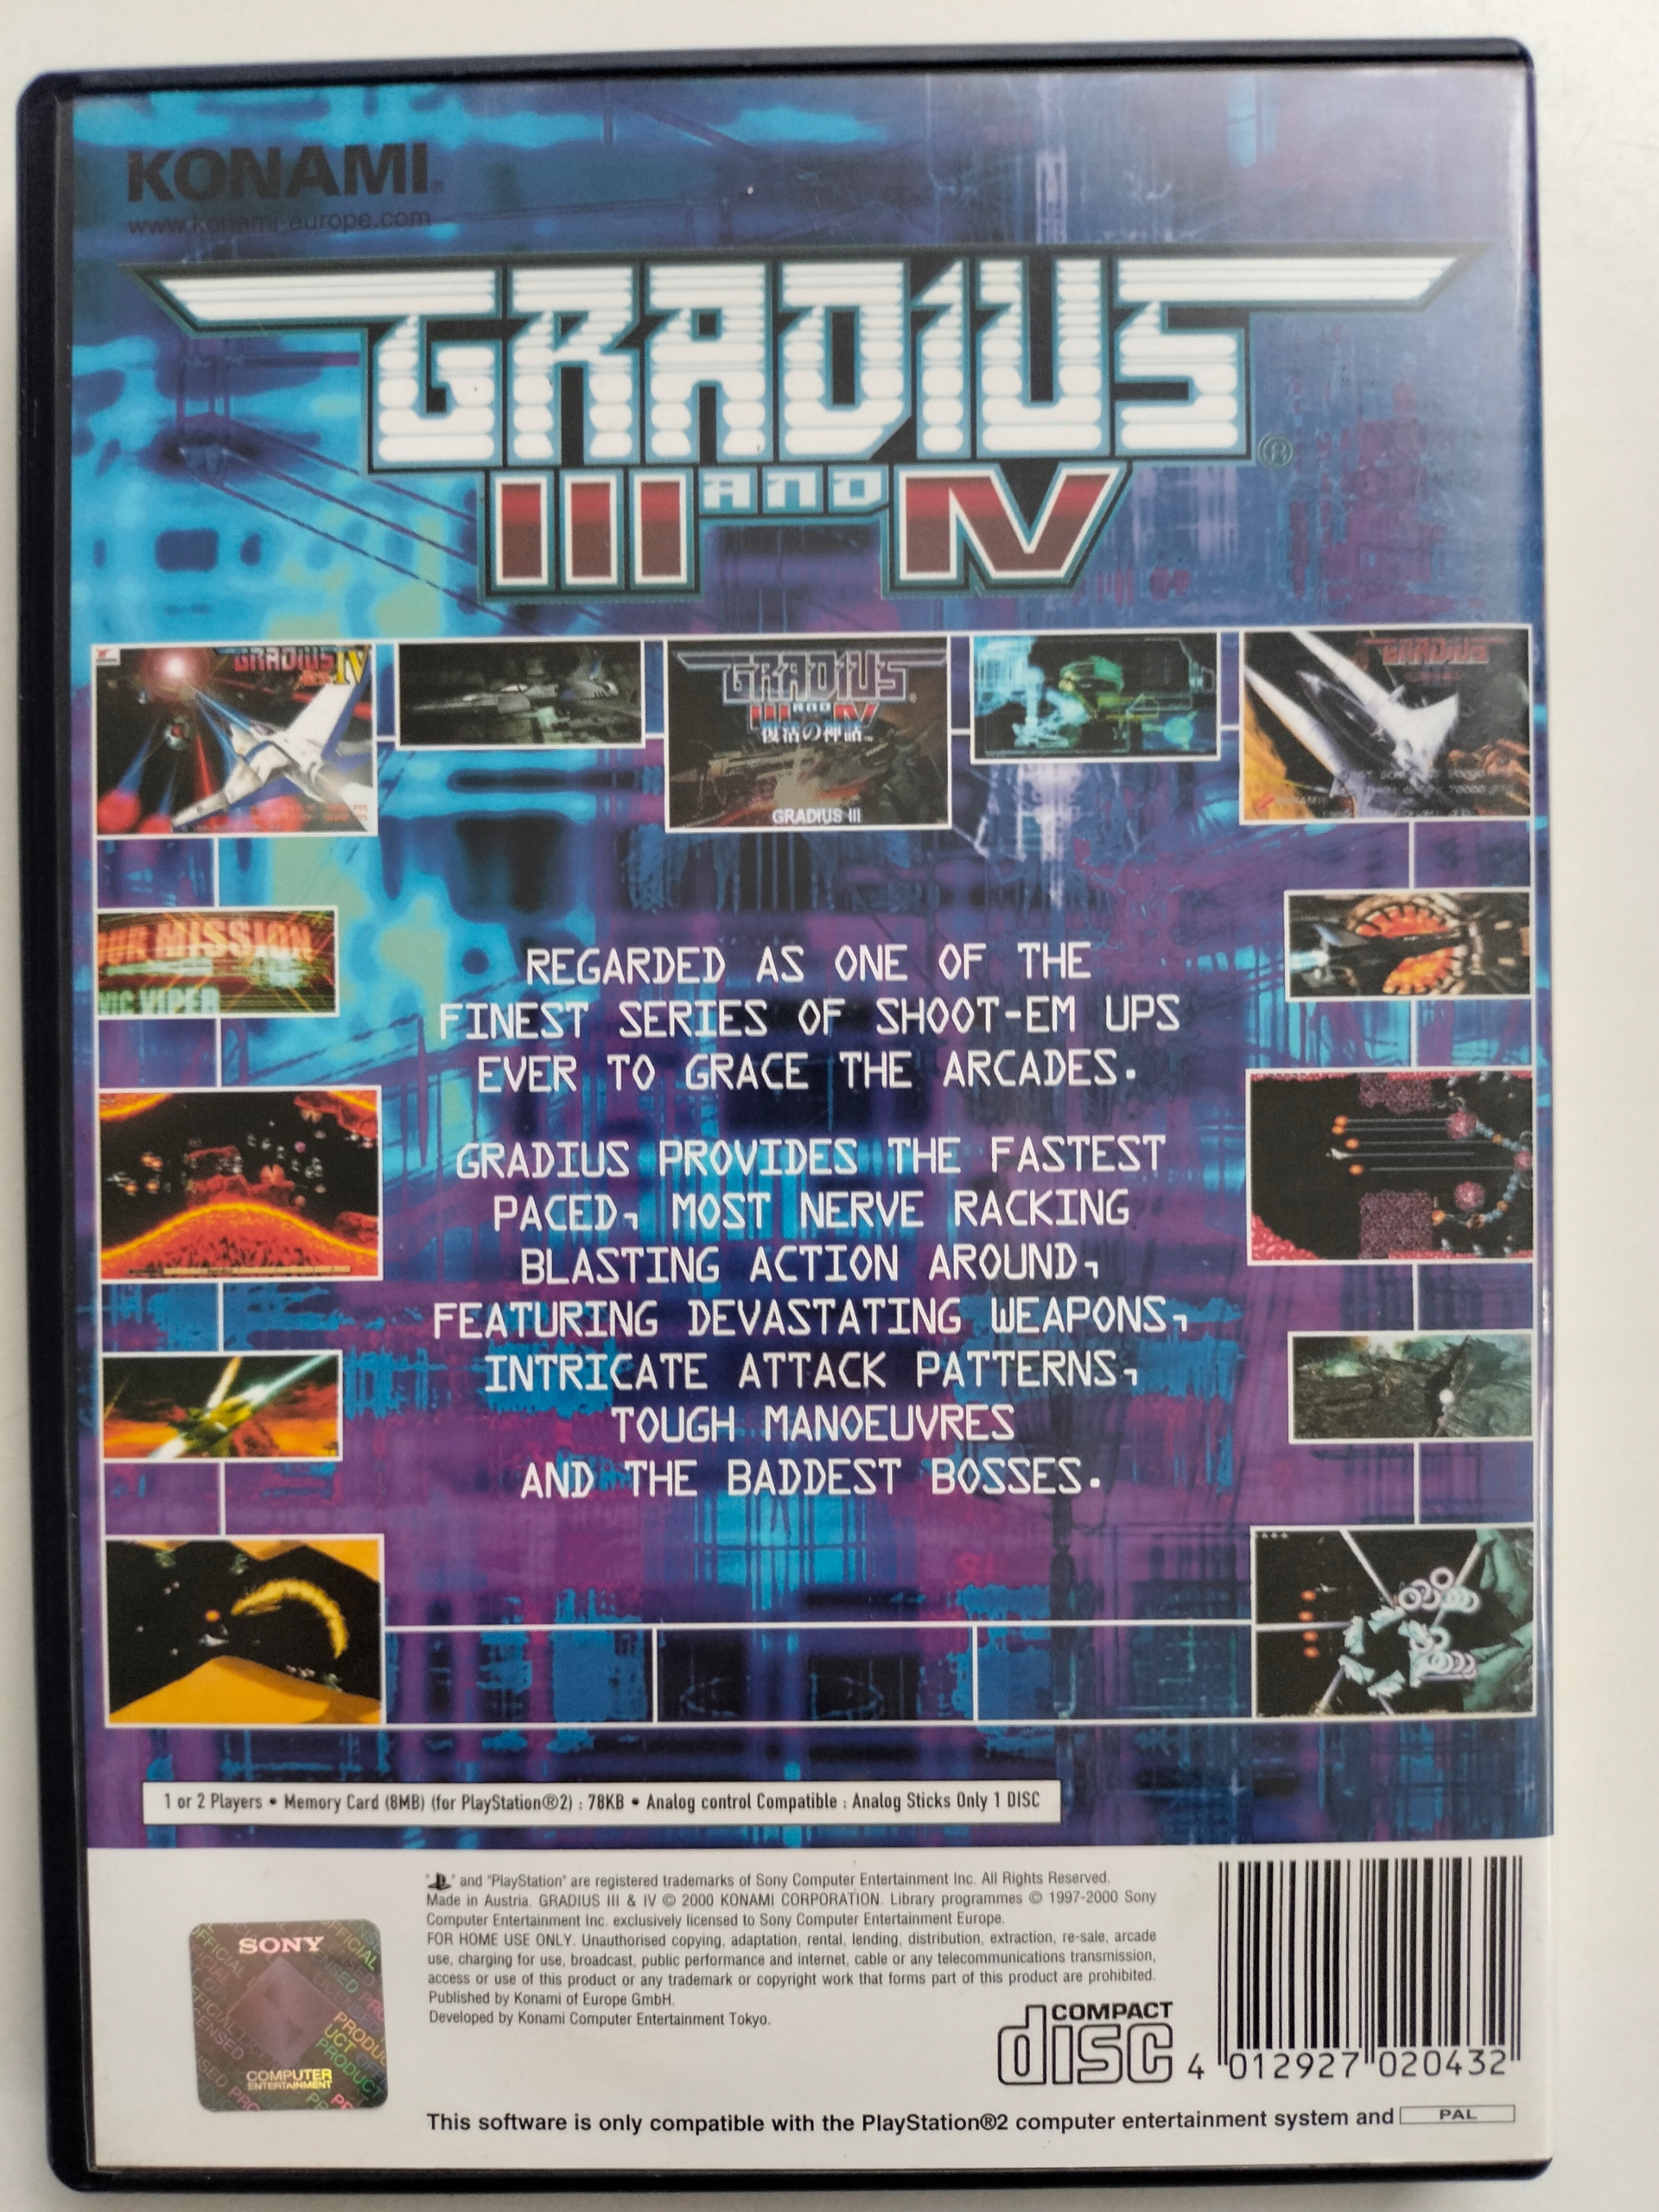 KONAMI®
www.konami-europe.com
GRADIUS®
III AND IV
GRADIUS IV
GRADIUS
III AND IV
復活の神話
GRADIUS III
GRADIUS
OUR MISSION
VIC VIPER
REGARDED AS ONE OF THE
FINEST SERIES OF SHOOT-EM UPS
EVER TO GRACE THE ARCADES.
GRADIUS PROVIDES THE FASTEST
PACED, MOST NERVE RACKING
BLASTING ACTION AROUND,
FEATURING DEVASTATING WEAPONS,
INTRICATE ATTACK PATTERNS,
TOUGH MANOEUVRES
AND THE BADDEST BOSSES.
1 or 2 Players • Memory Card (8MB) (for PlayStation®2) : 78KB • Analog control Compatible : Analog Sticks Only 1 DISC
" " and "PlayStation" are registered trademarks of Sony Computer Entertainment Inc. All Rights Reserved.
Made in Austria. GRADIUS III & IV © 2000 KONAMI CORPORATION. Library programmes © 1997-2000 Sony
Computer Entertainment Inc. exclusively licensed to Sony Computer Entertainment Europe.
FOR HOME USE ONLY. Unauthorised copying, adaptation, rental, lending, distribution, extraction, re-sale, arcade
use, charging for use, broadcast, public performance and internet, cable or any telecommunications transmission,
access or use of this product or any trademark or copyright work that forms part of this product are prohibited.
Published by Konami of Europe GmbH.
Developed by Konami Computer Entertainment Tokyo.
SONY
COMPUTER
ENTERTAINMENT
COMPACT
disc
4 012927 020432
This software is only compatible with the PlayStation®2 computer entertainment system and PAL